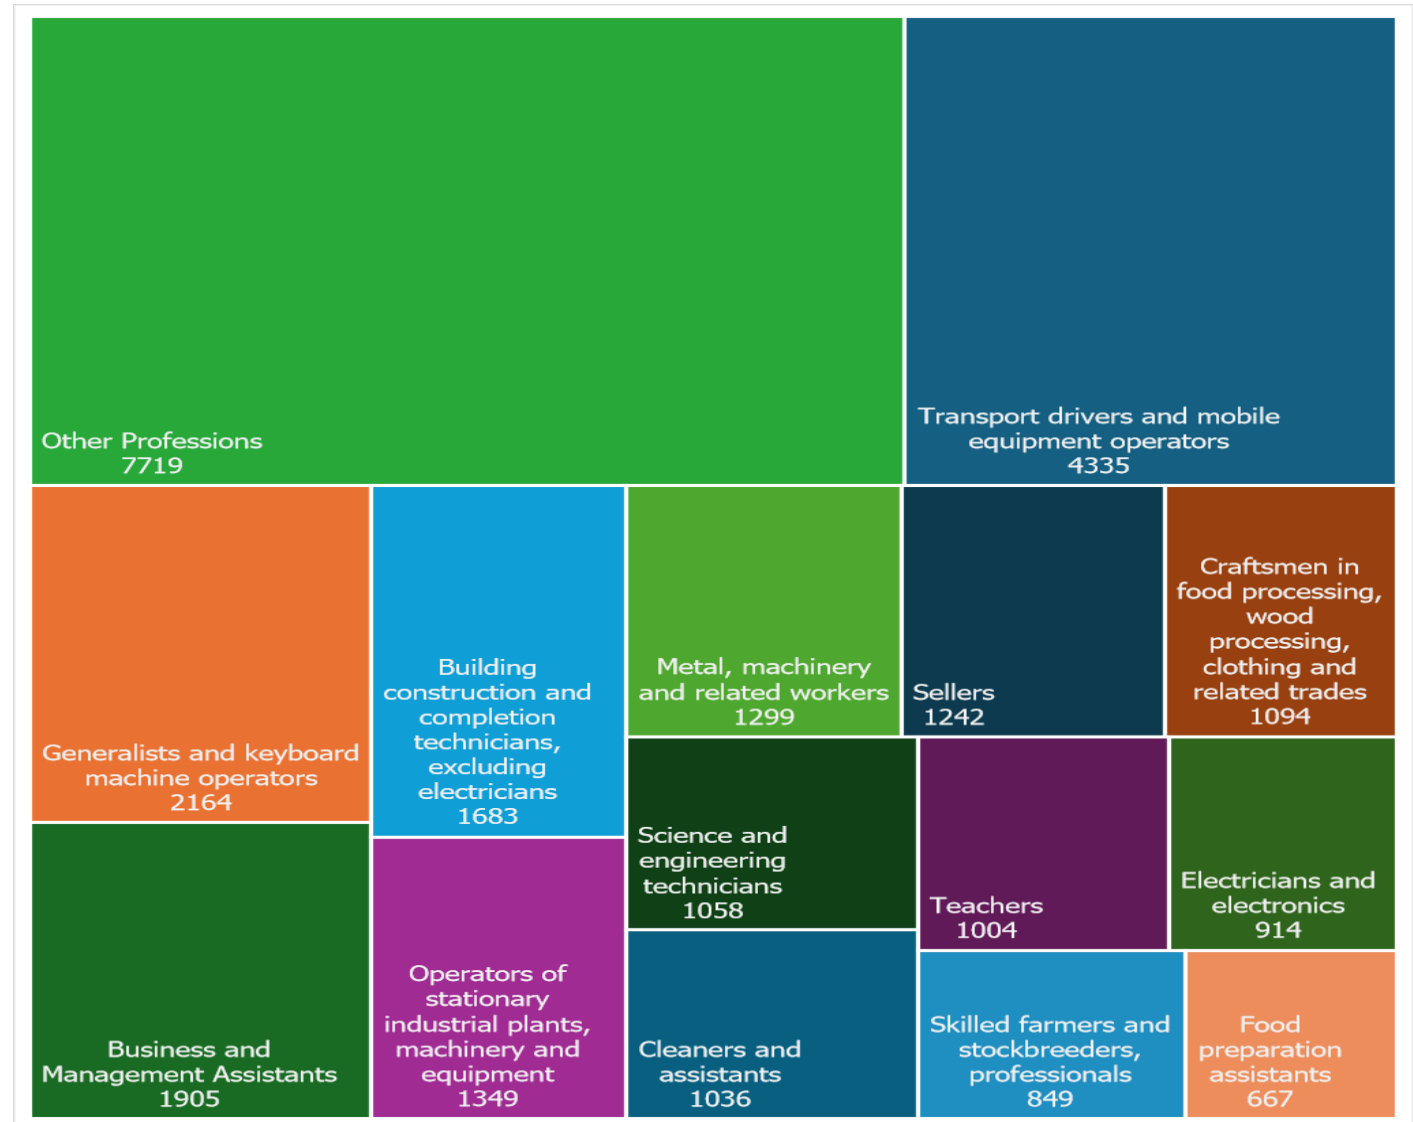 Other Professions
7719
Transport drivers and mobile
equipment operators
4335
Generalists and keyboard
machine operators
2164
Building
construction and
completion
technicians,
excluding
electricians
1683
Metal, machinery
and related workers
1299
Sellers
1242
Craftsmen in
food processing,
wood
processing,
clothing and
related trades
1094
Business and
Management Assistants
1905
Operators of
stationary
industrial plants,
machinery and
equipment
1349
Science and
engineering
technicians
1058
Teachers
1004
Electricians and
electronics
914
Cleaners and
assistants
1036
Skilled farmers and
stockbreeders,
professionals
849
Food
preparation
assistants
667